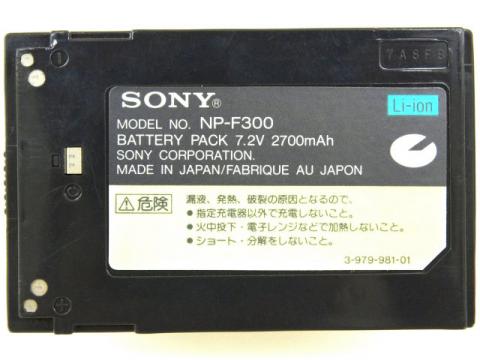 7ASFB
SONY®
Li-ion
MODEL NO. NP-F300
BATTERY PACK 7.2V 2700mAh
SONY CORPORATION.
MADE IN JAPAN/FABRIQUE AU JAPON
⚠危険
漏液、発熱、破裂の原因となるので、
●指定充電器以外で充電しないこと。
●火中投下・電子レンジなどで加熱しないこと。
●ショート・分解をしないこと。
3-979-981-01